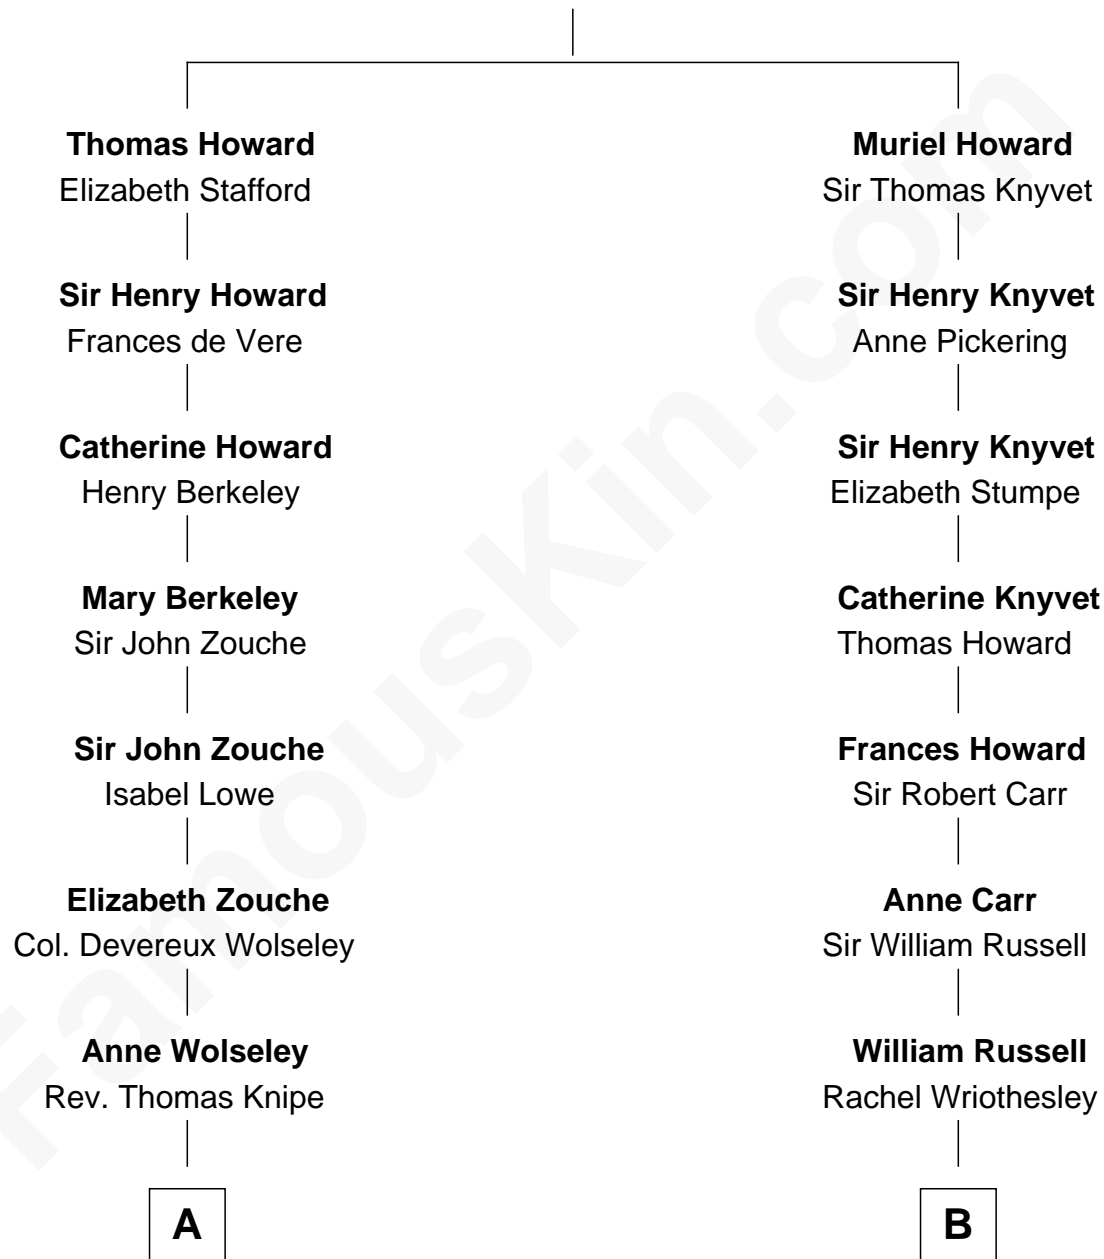 Thomas Howard
Elizabeth Stafford
Sir Henry Howard
Frances de Vere
Catherine Howard
Henry Berkeley
Mary Berkeley
Sir John Zouche
Sir John Zouche
Isabel Lowe
Elizabeth Zouche
Col. Devereux Wolseley
Anne Wolseley
Rev. Thomas Knipe
A
Muriel Howard
Sir Thomas Knyvet
Sir Henry Knyvet
Anne Pickering
Sir Henry Knyvet
Elizabeth Stumpe
Catherine Knyvet
Thomas Howard
Frances Howard
Sir Robert Carr
Anne Carr
Sir William Russell
William Russell
Rachel Wriothesley
B
FamousKin.com